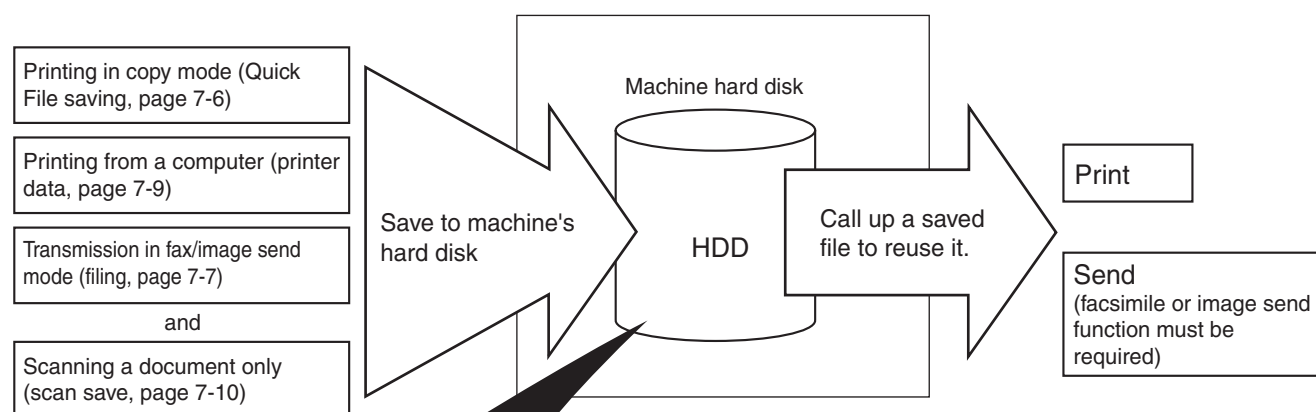 Printing in copy mode (Quick
File saving, page 7-6)
Printing from a computer (printer
data, page 7-9)
Transmission in fax/image send
mode (filing, page 7-7)
and
Scanning a document only
(scan save, page 7-10)
Save to machine's
hard disk
Machine hard disk
HDD
Call up a saved
file to reuse it.
Print
Send
(facsimile or image send
function must be
required)